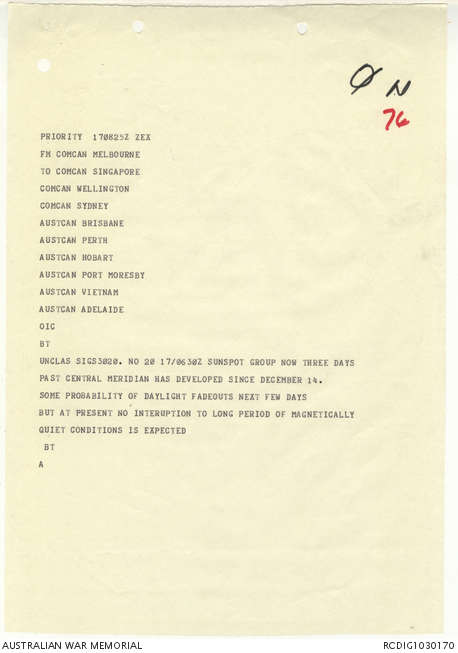 Ø N
76
PRIORITY 170825Z ZEX
FM COMCAN MELBOURNE
TO COMCAN SINGAPORE
COMCAN WELLINGTON
COMCAN SYDNEY
AUSTCAN BRISBANE
AUSTCAN PERTH
AUSTCAN HOBART
AUSTCAN PORT MORESBY
AUSTCAN VIETNAM
AUSTCAN ADELAIDE
OIC
BT
UNCLAS SIGS3020. NO 20 17/0630Z SUNSPOT GROUP NOW THREE DAYS
PAST CENTRAL MERIDIAN HAS DEVELOPED SINCE DECEMBER 14.
SOME PROBABILITY OF DAYLIGHT FADEOUTS NEXT FEW DAYS
BUT AT PRESENT NO INTERUPTION TO LONG PERIOD OF MAGNETICALLY
QUIET CONDITIONS IS EXPECTED
BT
A
AUSTRALIAN WAR MEMORIAL
RCDIG1030170